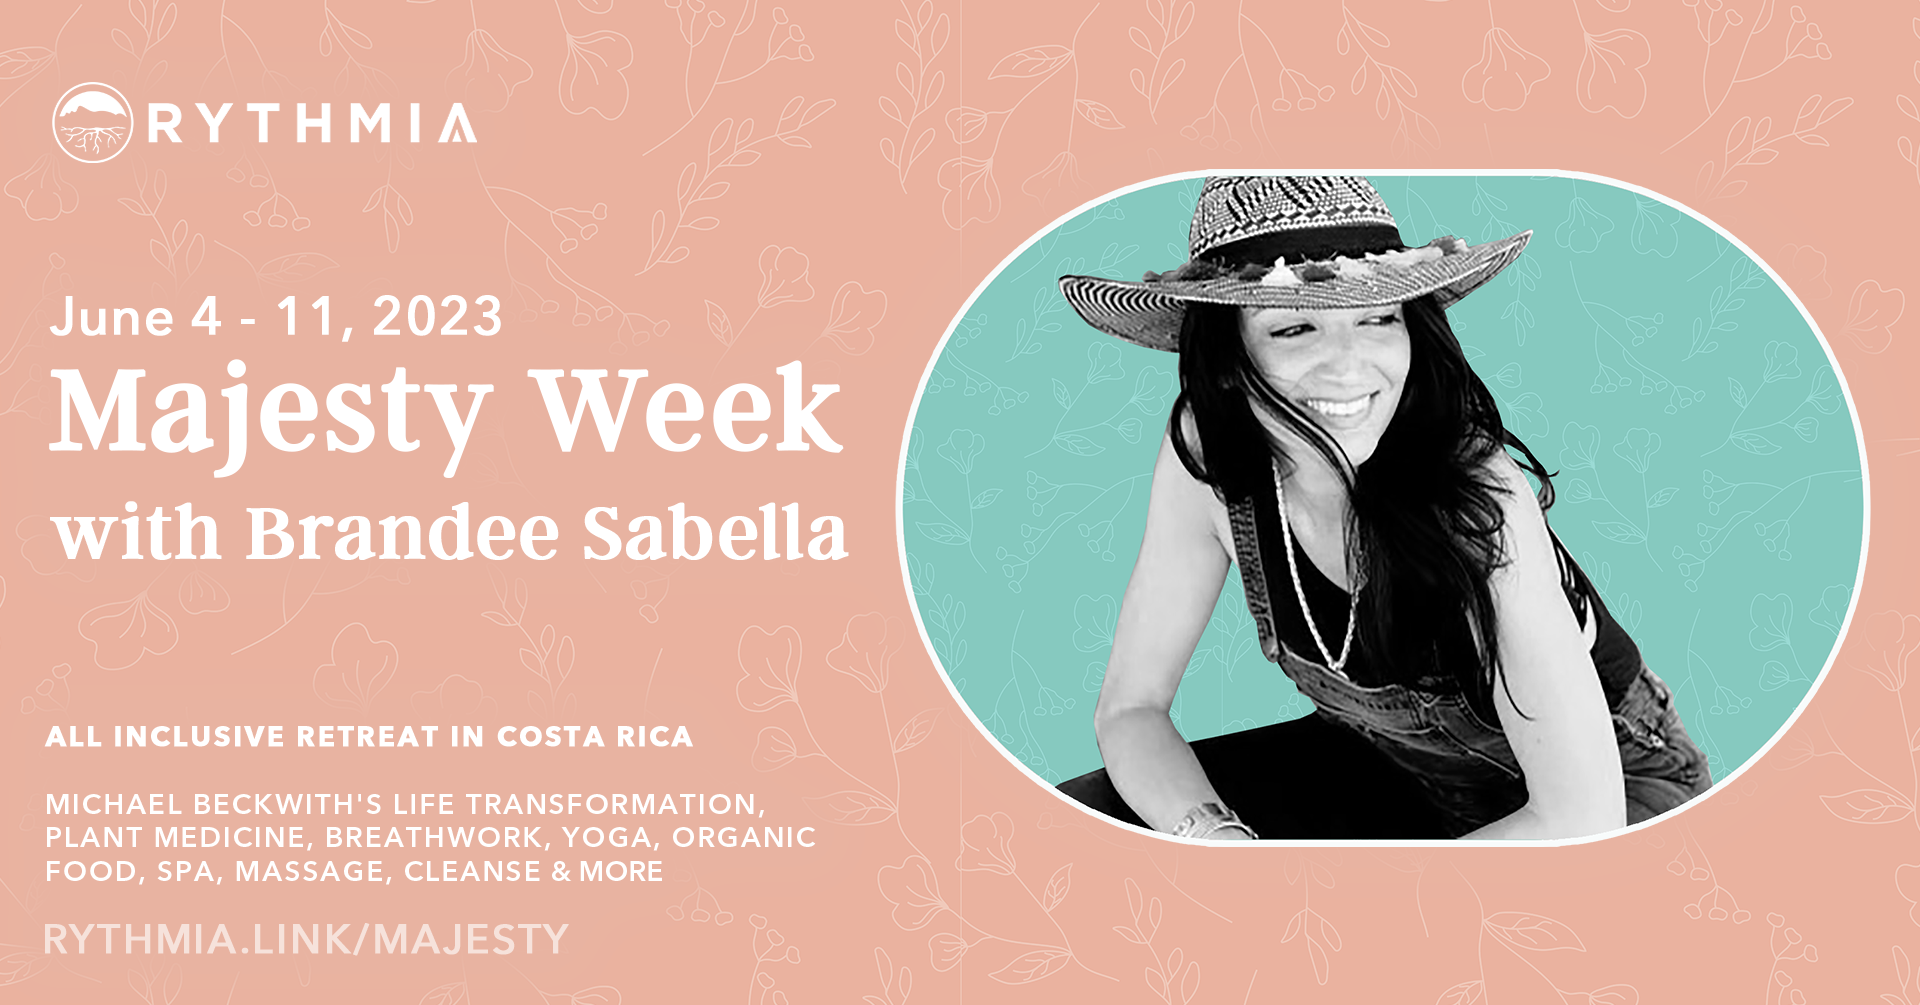 RYTHMIA
June 4 - 11, 2023
Majesty Week
with Brandee Sabella
ALL INCLUSIVE RETREAT IN COSTA RICA
MICHAEL BECKWITH'S LIFE TRANSFORMATION,
PLANT MEDICINE, BREATHWORK, YOGA, ORGANIC
FOOD, SPA, MASSAGE, CLEANSE & MORE
RYTHMIA.LINK/MAJESTY